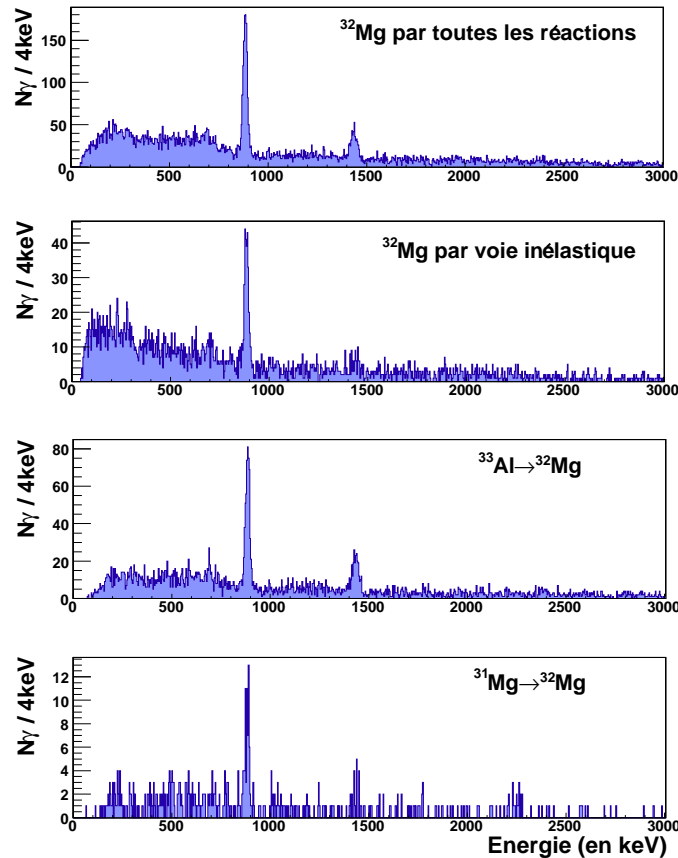 ³²Mg par toutes les réactions
Nγ / 4keV
150
100
50
0
0 500 1000 1500 2000 2500 3000
³²Mg par voie inélastique
Nγ / 4keV
40
30
20
10
0
0 500 1000 1500 2000 2500 3000
³³Al→³²Mg
Nγ / 4keV
80
60
40
20
0
0 500 1000 1500 2000 2500 3000
³¹Mg→³²Mg
Nγ / 4keV
12
10
8
6
4
2
0
0 500 1000 1500 2000 2500 3000
Energie (en keV)